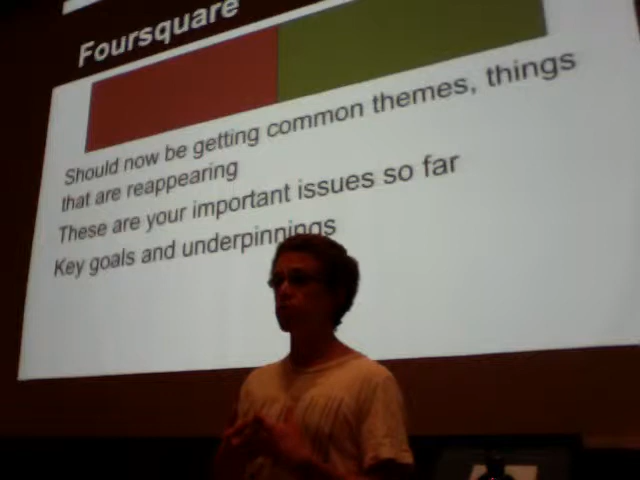 Foursquare
Should now be getting common themes, things
that are reappearing
These are your important issues so far
Key goals and underpinnings